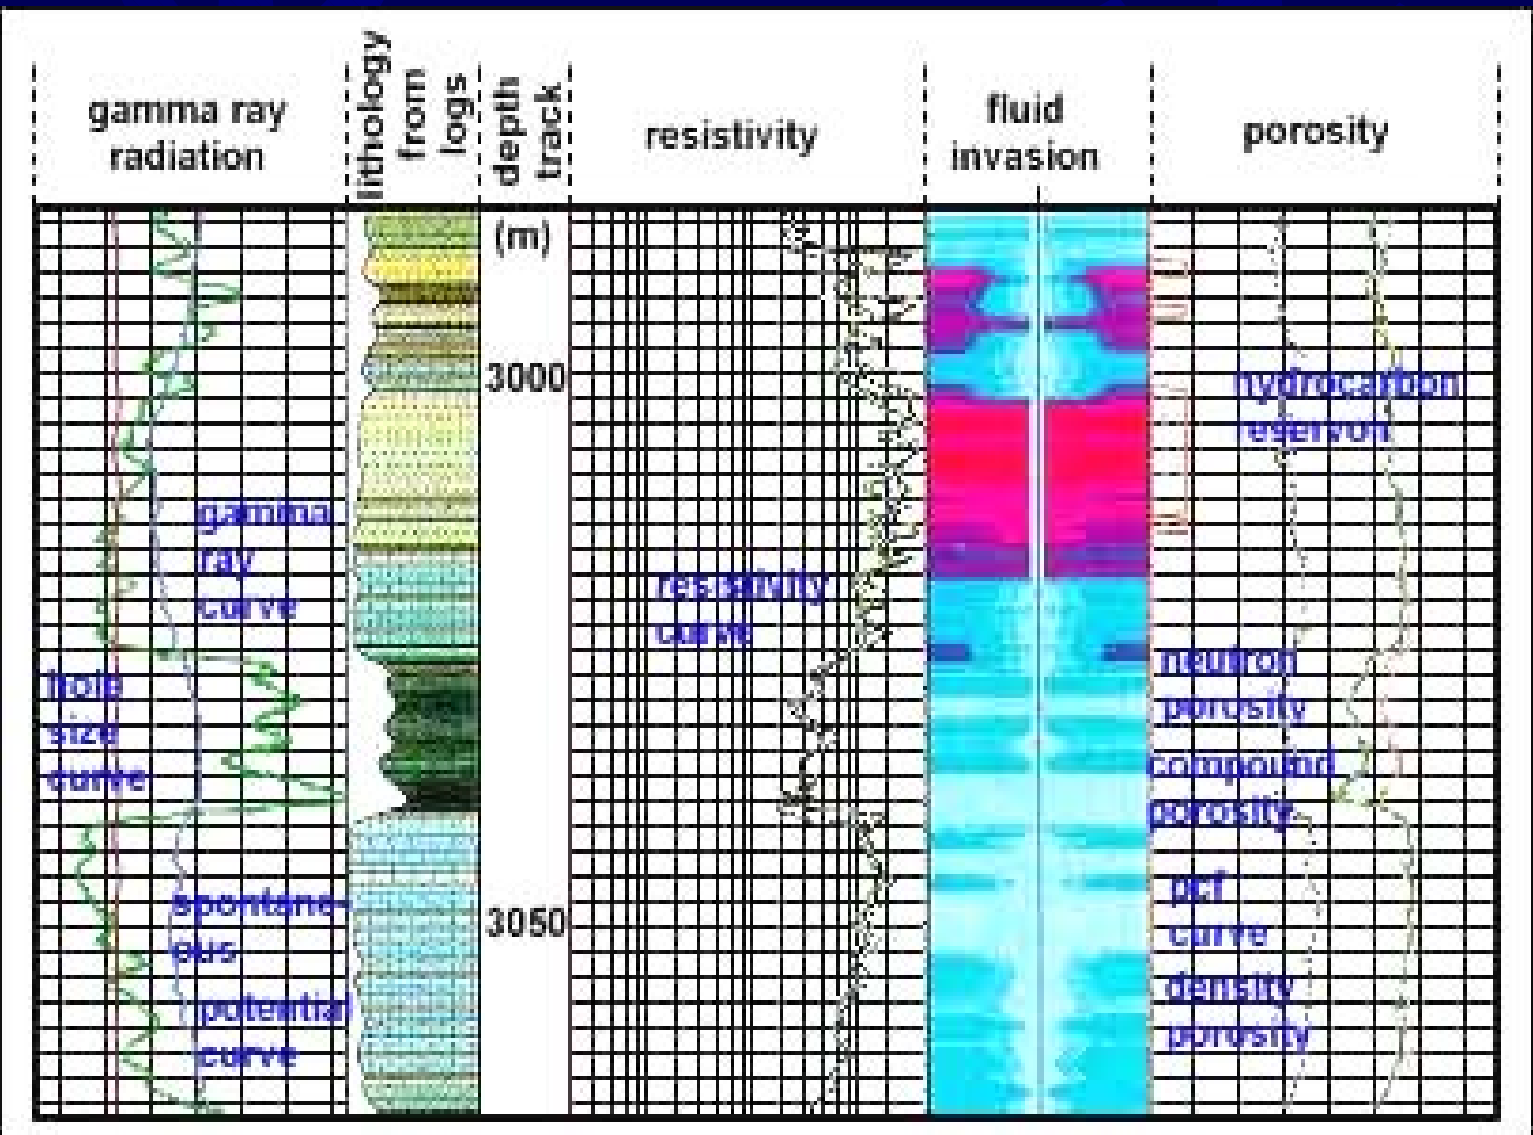 gamma ray
radiation
lithology
from
logs
depth
track
resistivity
fluid
invasion
porosity
(m)
3000
3050
gamma
ray
curve
hole
size
curve
spontane-
ous
potential
curve
resistivity
curve
hydrocarbon
reservoir
neutron
porosity
compound
porosity
pcf
curve
density
porosity